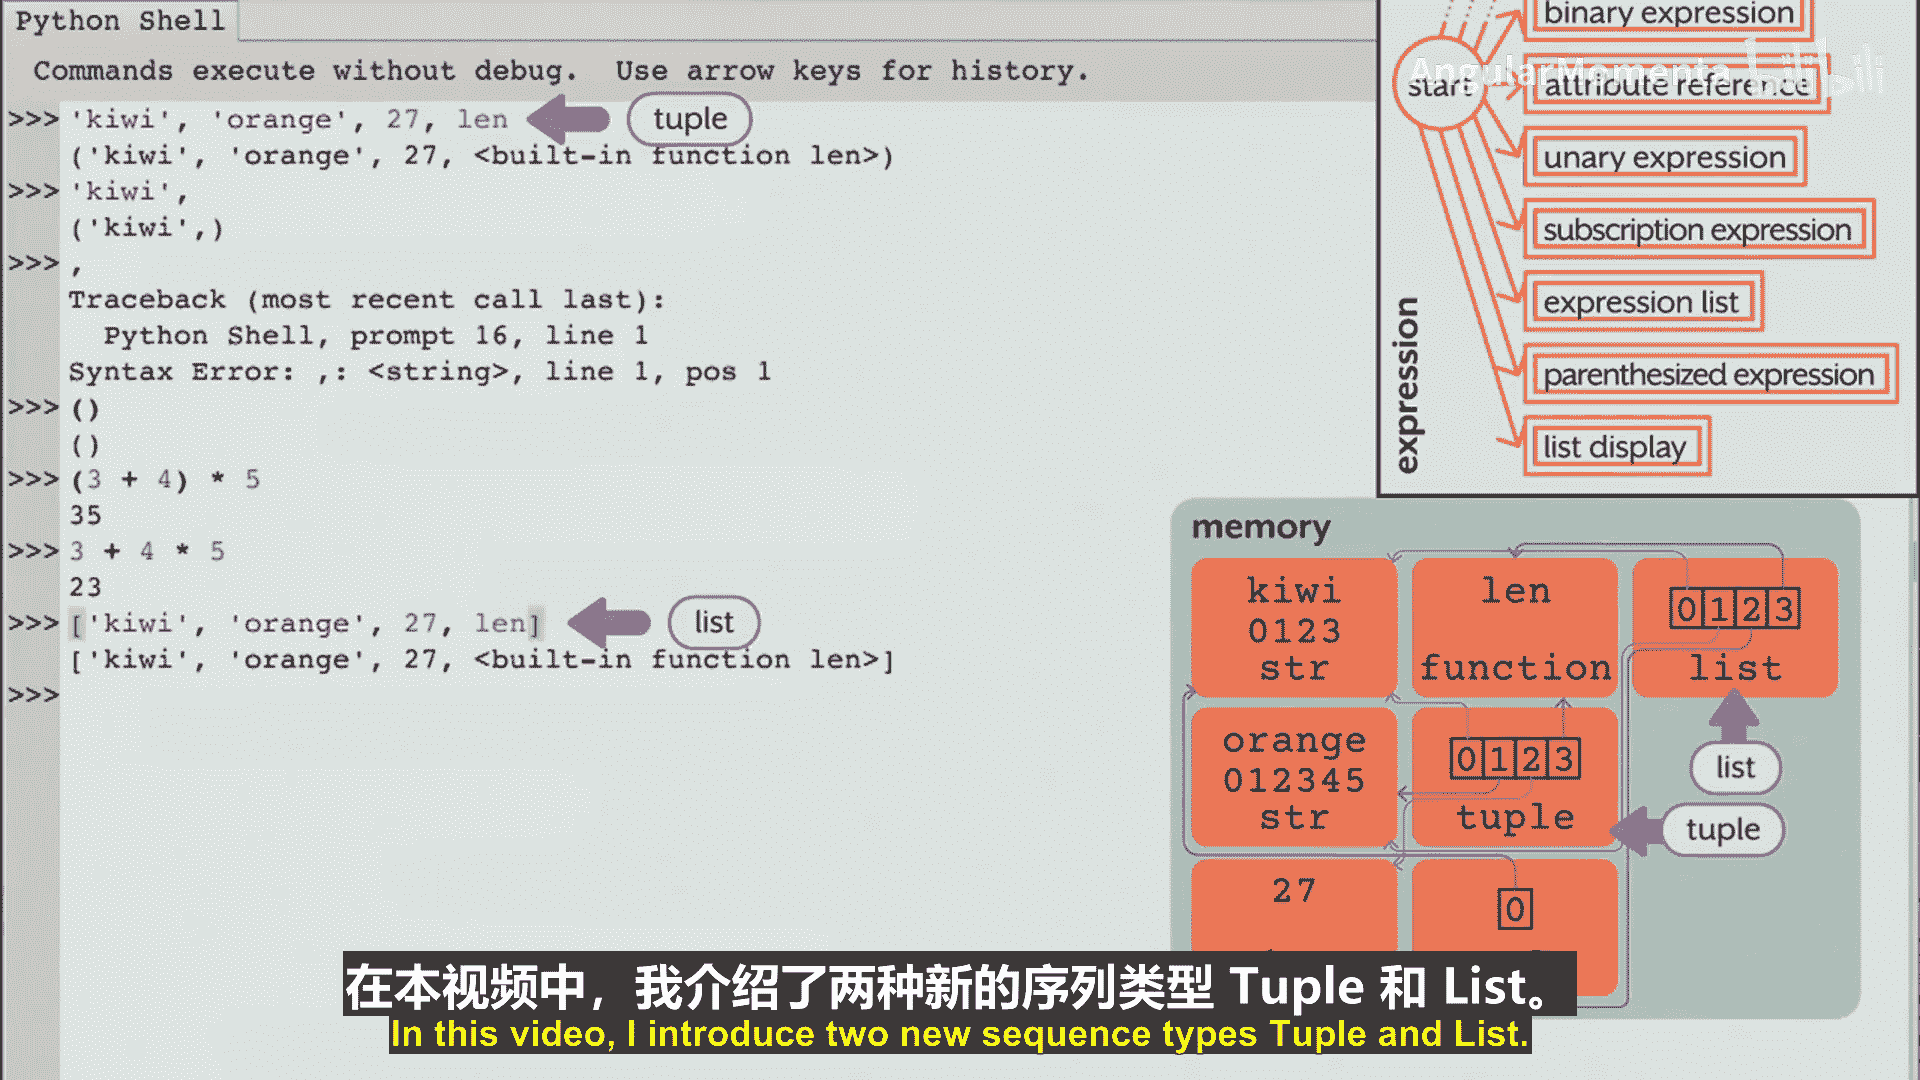 Python Shell
Commands execute without debug.  Use arrow keys for history.
>>> 'kiwi', 'orange', 27, len
tuple
('kiwi', 'orange', 27, <built-in function len>)
>>> 'kiwi',
('kiwi',)
>>> ,
Traceback (most recent call last):
  Python Shell, prompt 16, line 1
Syntax Error: ,: <string>, line 1, pos 1
>>> ()
()
>>> (3 + 4) * 5
35
>>> 3 + 4 * 5
23
>>> ['kiwi', 'orange', 27, len]
list
['kiwi', 'orange', 27, <built-in function len>]
>>>
binary expression
AngularMomenta bilibili
start
attribute reference
unary expression
subscription expression
expression list
parenthesized expression
list display
expression
memory
kiwi
0123
str
len
function
0123
list
list
orange
012345
str
0123
tuple
tuple
27
0
在本视频中，我介绍了两种新的序列类型 Tuple 和 List。
In this video, I introduce two new sequence types Tuple and List.